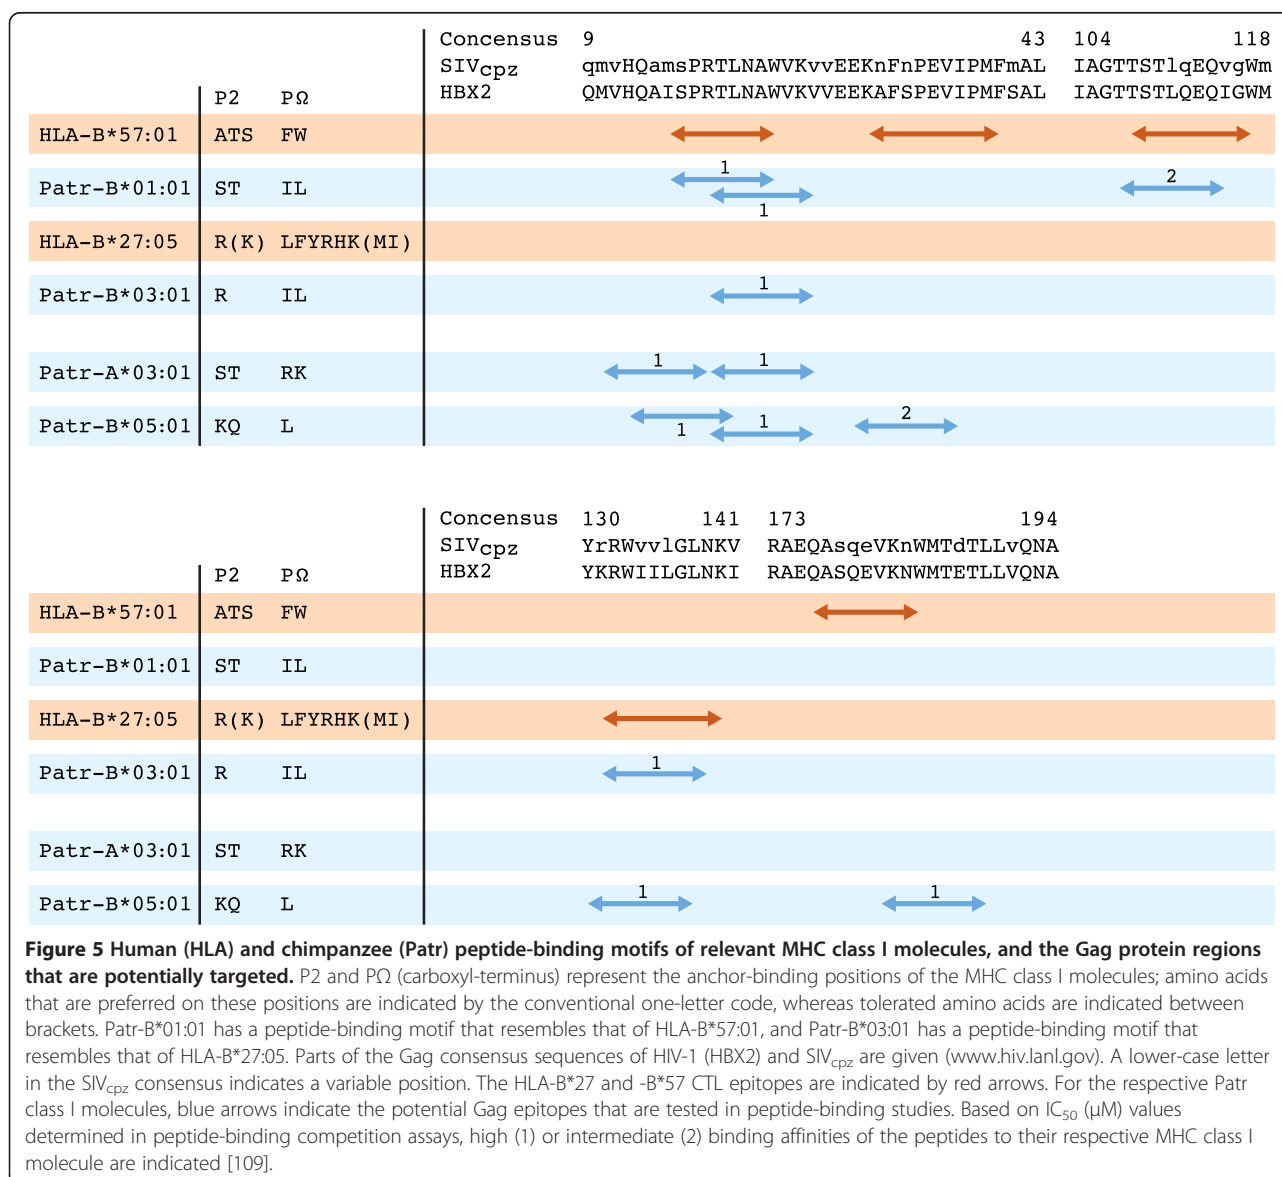 Concensus 9 43 104 118
SIVcpz qmvHQamsPRTLNAWVKvvEEKnFnPEVIPMFmAL IAGTTSTlqEQvgWm
P2 PΩ HBX2 QMVHQAISPRTLNAWVKVVEEKAFSPEVIPMFSAL IAGTTSTLQEQIGWM
HLA-B*57:01 ATS FW
Patr-B*01:01 ST IL 1 1 2
HLA-B*27:05 R(K) LFYRHK(MI)
Patr-B*03:01 R IL 1
Patr-A*03:01 ST RK 1 1
Patr-B*05:01 KQ L 1 1 2
Concensus 130 141 173 194
SIVcpz YrRWvvlGLNKV RAEQAsqeVKnWMTdTLLvQNA
P2 PΩ HBX2 YKRWIILGLNKI RAEQASQEVKNWMTETLLVQNA
HLA-B*57:01 ATS FW
Patr-B*01:01 ST IL
HLA-B*27:05 R(K) LFYRHK(MI)
Patr-B*03:01 R IL 1
Patr-A*03:01 ST RK
Patr-B*05:01 KQ L 1 1
Figure 5 Human (HLA) and chimpanzee (Patr) peptide-binding motifs of relevant MHC class I molecules, and the Gag protein regions
that are potentially targeted. P2 and PΩ (carboxyl-terminus) represent the anchor-binding positions of the MHC class I molecules; amino acids
that are preferred on these positions are indicated by the conventional one-letter code, whereas tolerated amino acids are indicated between
brackets. Patr-B*01:01 has a peptide-binding motif that resembles that of HLA-B*57:01, and Patr-B*03:01 has a peptide-binding motif that
resembles that of HLA-B*27:05. Parts of the Gag consensus sequences of HIV-1 (HBX2) and SIVcpz are given (www.hiv.lanl.gov). A lower-case letter
in the SIVcpz consensus indicates a variable position. The HLA-B*27 and -B*57 CTL epitopes are indicated by red arrows. For the respective Patr
class I molecules, blue arrows indicate the potential Gag epitopes that are tested in peptide-binding studies. Based on IC50 (μM) values
determined in peptide-binding competition assays, high (1) or intermediate (2) binding affinities of the peptides to their respective MHC class I
molecule are indicated [109].